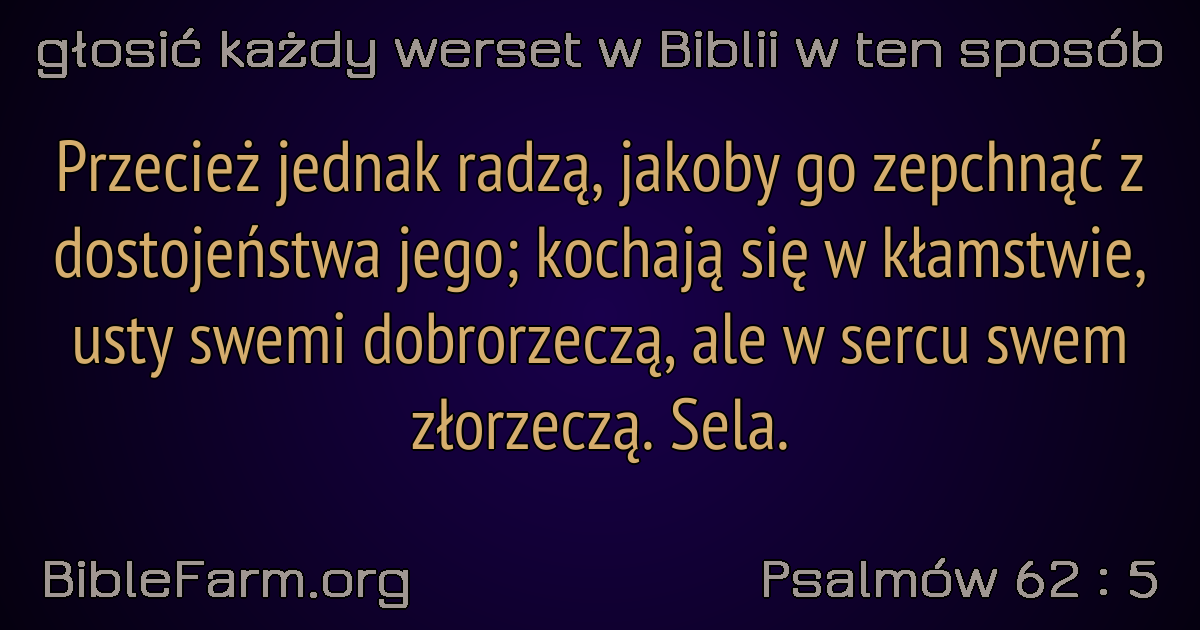 głosić każdy werset w Biblii w ten sposób
Przecież jednak radzą, jakoby go zepchnąć z
dostojeństwa jego; kochają się w kłamstwie,
usty swemi dobrorzeczą, ale w sercu swem
złorzeczą. Sela.
BibleFarm.org
Psalmów 62 : 5